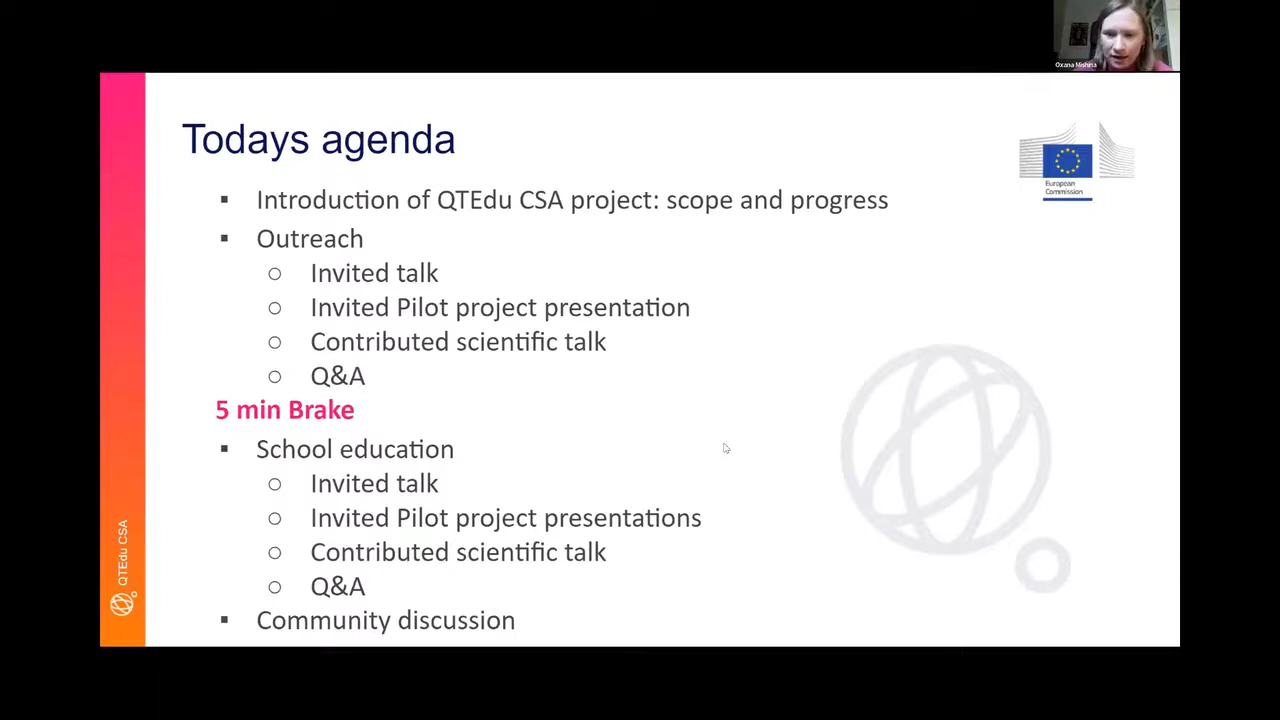 Oxana Mishina
Todays agenda
European
Commission
▪ Introduction of QTEdu CSA project: scope and progress
▪ Outreach
○ Invited talk
○ Invited Pilot project presentation
○ Contributed scientific talk
○ Q&A
5 min Brake
▪ School education
○ Invited talk
○ Invited Pilot project presentations
○ Contributed scientific talk
○ Q&A
▪ Community discussion
QTEdu CSA